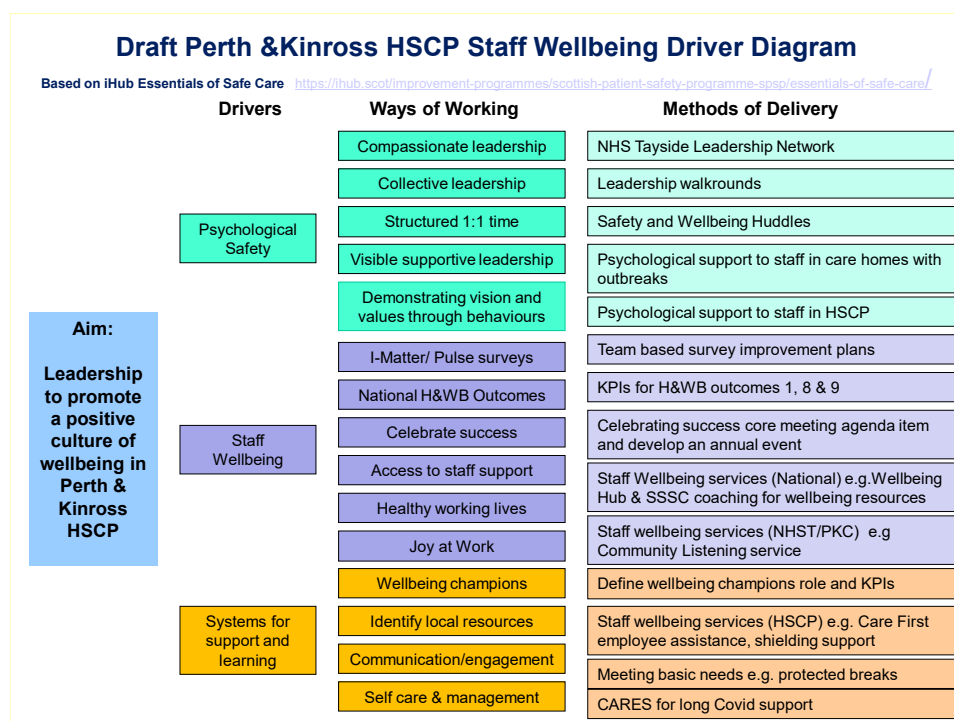 Draft Perth &Kinross HSCP Staff Wellbeing Driver Diagram
Based on iHub Essentials of Safe Care https://ihub.scot/improvement-programmes/scottish-patient-safety-programme-spsp/essentials-of-safe-care/
Drivers
Ways of Working
Methods of Delivery
Aim:
Leadership
to promote
a positive
culture of
wellbeing in
Perth &
Kinross
HSCP
Psychological
Safety
Compassionate leadership
Collective leadership
Structured 1:1 time
Visible supportive leadership
Demonstrating vision and
values through behaviours
NHS Tayside Leadership Network
Leadership walkrounds
Safety and Wellbeing Huddles
Psychological support to staff in care homes with
outbreaks
Psychological support to staff in HSCP
Staff
Wellbeing
I-Matter/ Pulse surveys
National H&WB Outcomes
Celebrate success
Access to staff support
Healthy working lives
Joy at Work
Team based survey improvement plans
KPIs for H&WB outcomes 1, 8 & 9
Celebrating success core meeting agenda item
and develop an annual event
Staff Wellbeing services (National) e.g.Wellbeing
Hub & SSSC coaching for wellbeing resources
Staff wellbeing services (NHST/PKC) e.g
Community Listening service
Systems for
support and
learning
Wellbeing champions
Identify local resources
Communication/engagement
Self care & management
Define wellbeing champions role and KPIs
Staff wellbeing services (HSCP) e.g. Care First
employee assistance, shielding support
Meeting basic needs e.g. protected breaks
CARES for long Covid support